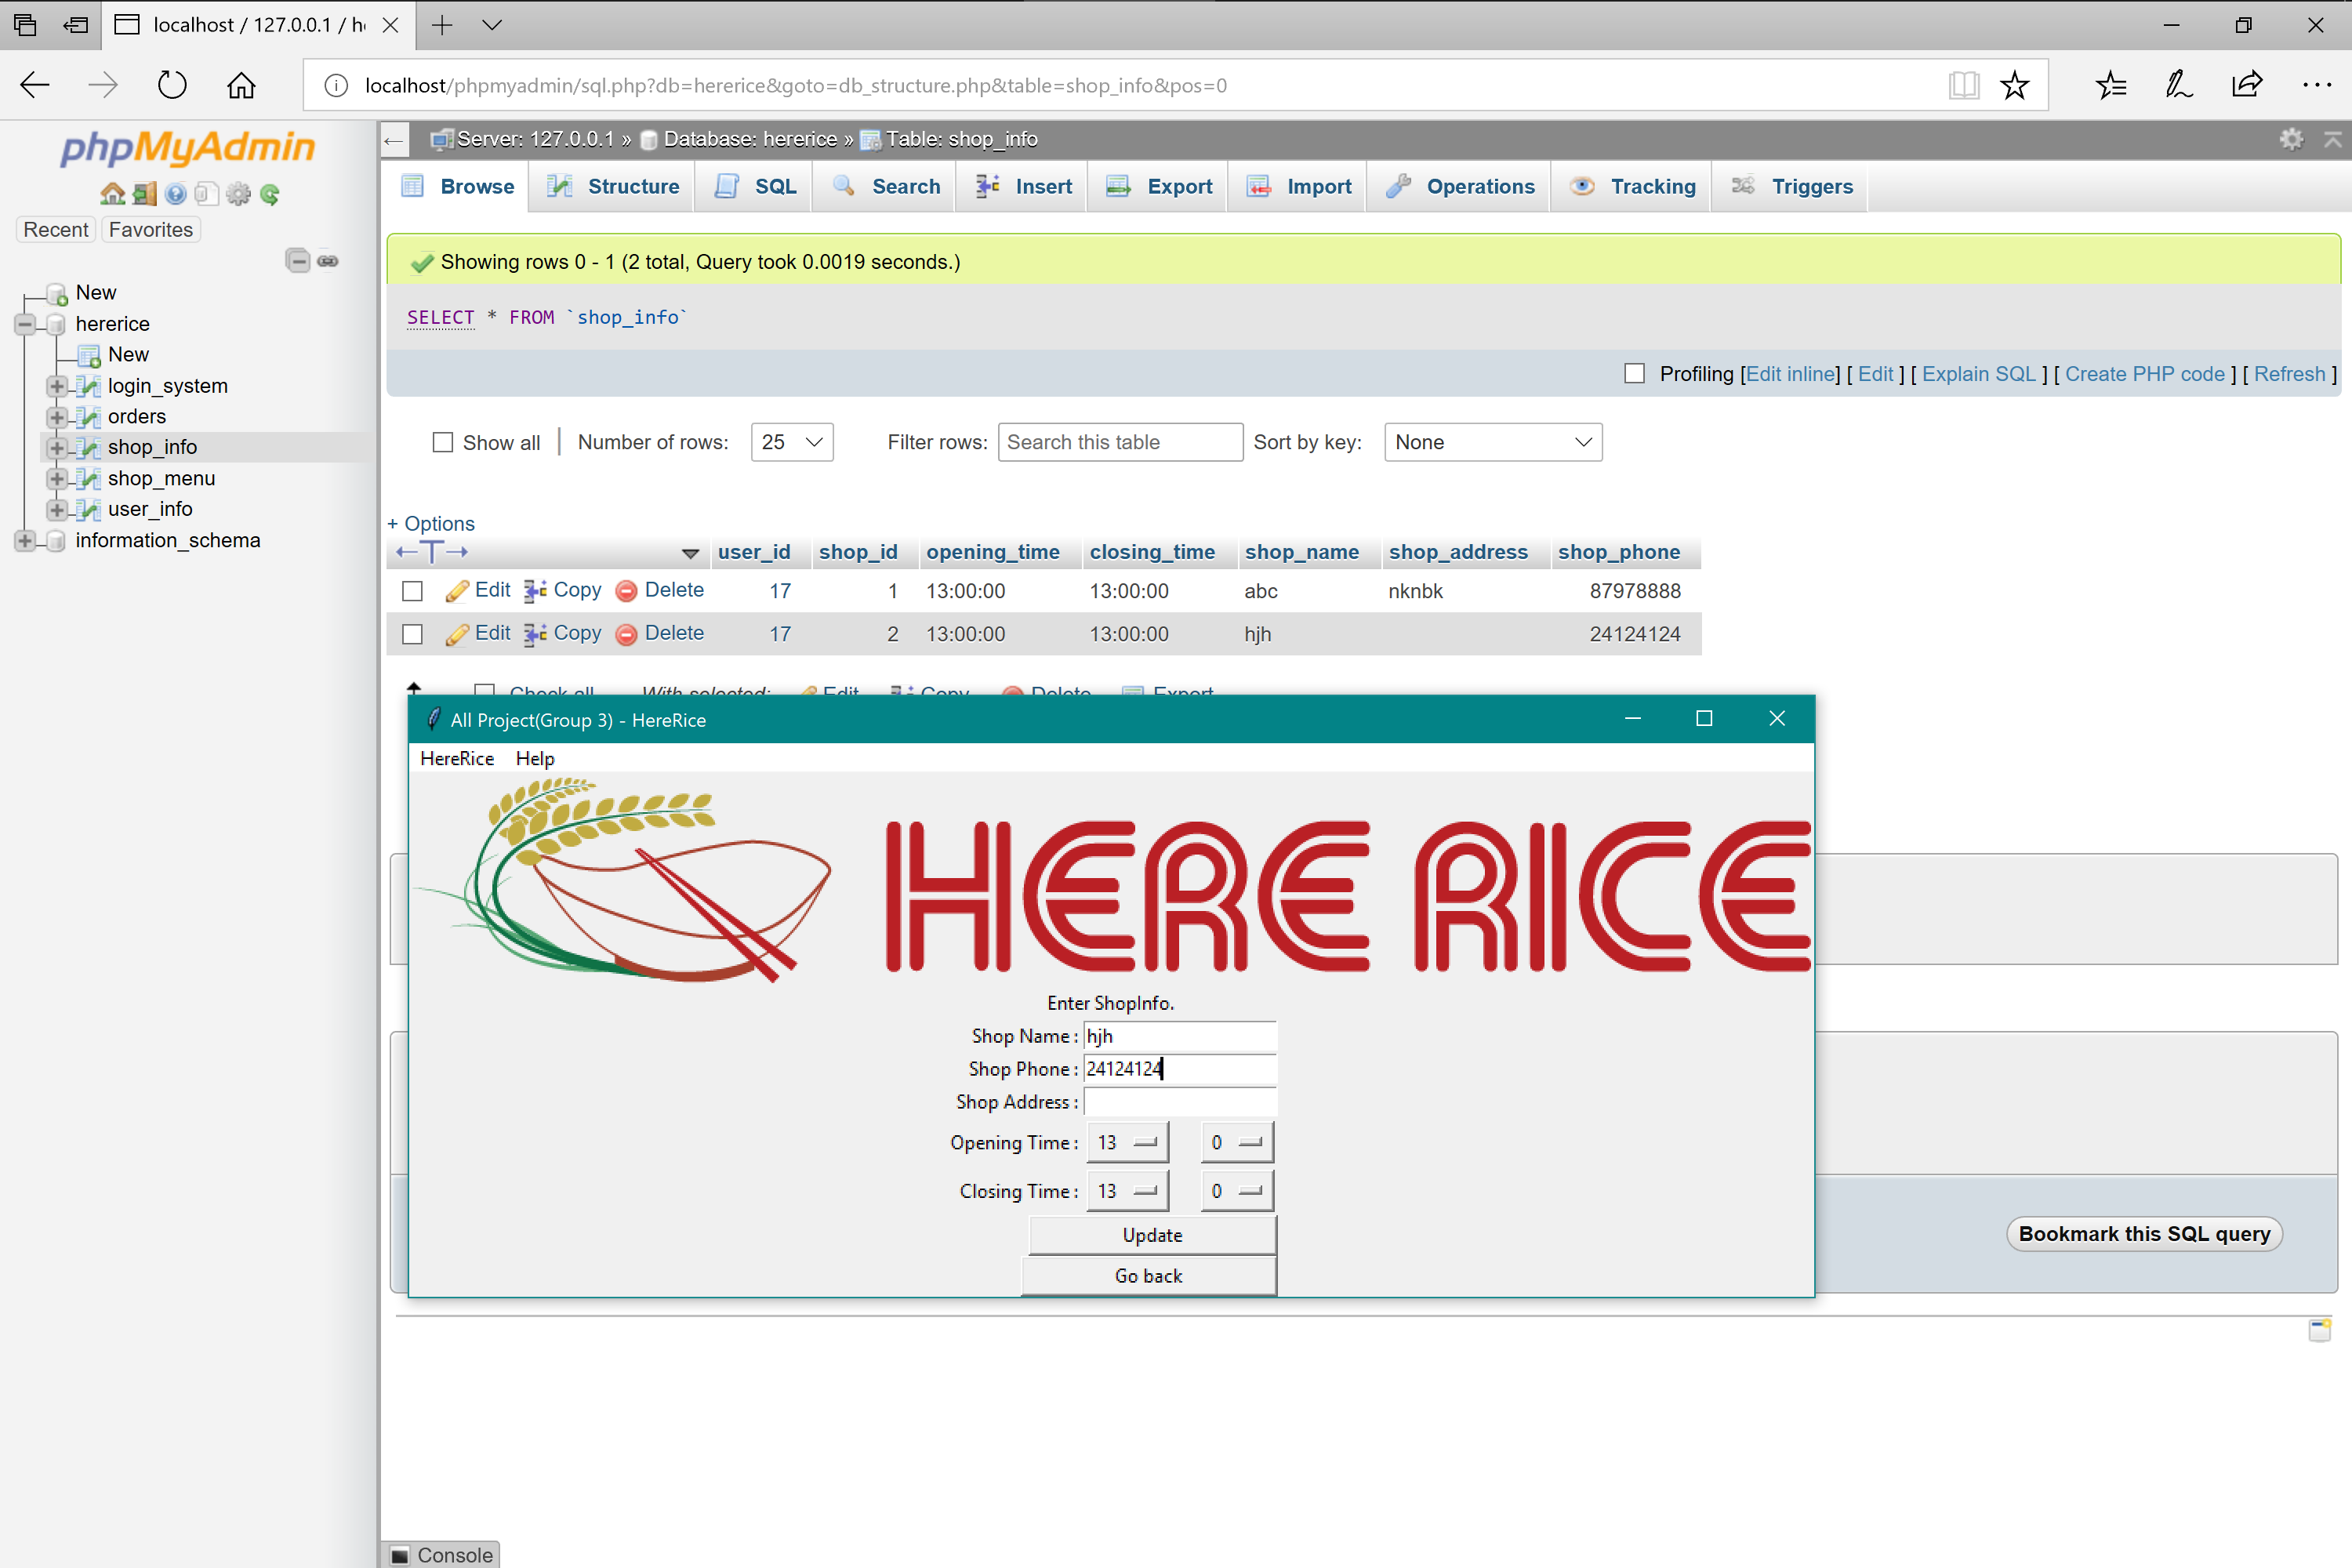 localhost / 127.0.0.1 / he
localhost/phpmyadmin/sql.php?db=hererice&goto=db_structure.php&table=shop_info&pos=0
phpMyAdmin
Recent Favorites
New
hererice
New
login_system
orders
shop_info
shop_menu
user_info
information_schema
Server: 127.0.0.1 » Database: hererice » Table: shop_info
Browse Structure SQL Search Insert Export Import Operations Tracking Triggers
Showing rows 0 - 1 (2 total, Query took 0.0019 seconds.)
SELECT * FROM `shop_info`
Profiling [Edit inline] [ Edit ] [ Explain SQL ] [ Create PHP code ] [ Refresh ]
Show all | Number of rows: 25 Filter rows: Search this table Sort by key: None
+ Options
←T→ user_id shop_id opening_time closing_time shop_name shop_address shop_phone
Edit Copy Delete 17 1 13:00:00 13:00:00 abc nknbk 87978888
Edit Copy Delete 17 2 13:00:00 13:00:00 hjh 24124124
Check all With selected: Edit Copy Delete Export
All Project(Group 3) - HereRice
HereRice Help
HERE RICE
Enter ShopInfo.
Shop Name : hjh
Shop Phone : 24124124
Shop Address :
Opening Time : 13 0
Closing Time : 13 0
Update
Go back
Bookmark this SQL query
Console